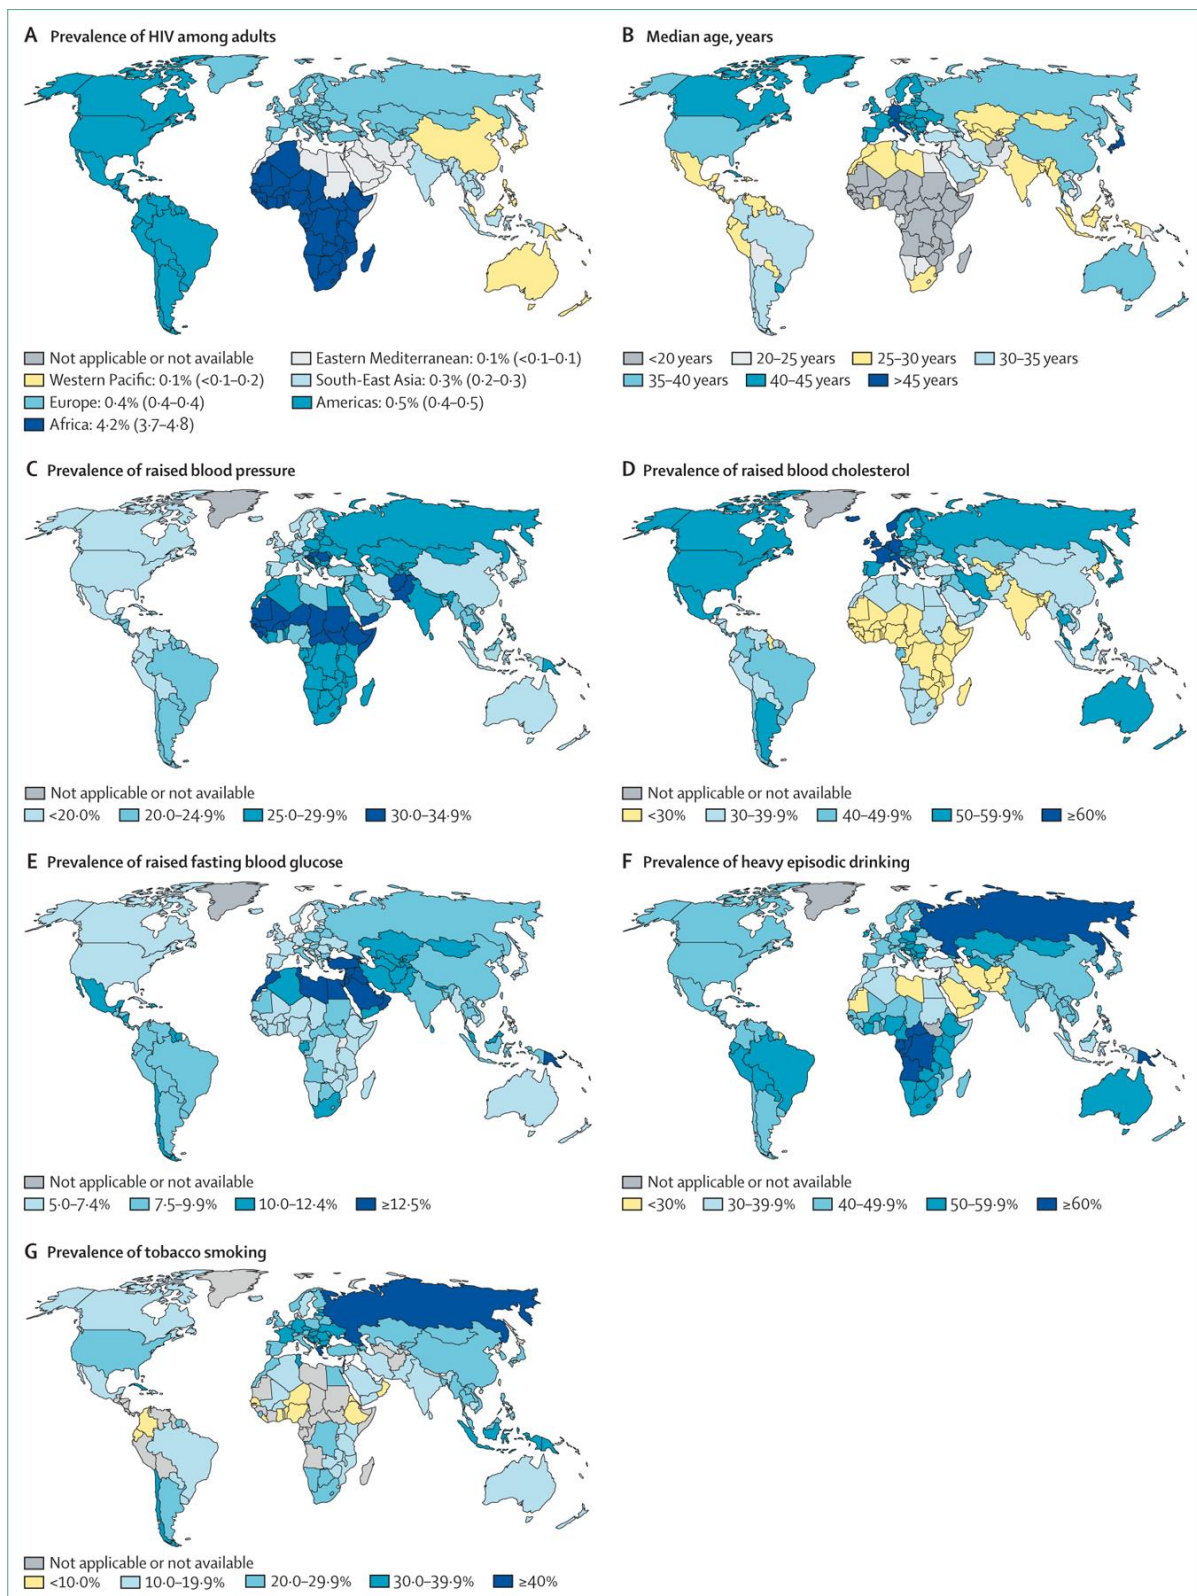 A Prevalence of HIV among adults
B Median age, years
Not applicable or not available
Eastern Mediterranean: 0·1% (<0·1–0·1)
Western Pacific: 0·1% (<0·1–0·2)
South-East Asia: 0·3% (0·2–0·3)
Europe: 0·4% (0·4–0·4)
Americas: 0·5% (0·4–0·5)
Africa: 4·2% (3·7–4·8)
<20 years 20–25 years 25–30 years 30–35 years
35–40 years 40–45 years >45 years
C Prevalence of raised blood pressure
D Prevalence of raised blood cholesterol
Not applicable or not available
<20·0% 20·0–24·9% 25·0–29·9% 30·0–34·9%
Not applicable or not available
<30% 30–39·9% 40–49·9% 50–59·9% ≥60%
E Prevalence of raised fasting blood glucose
F Prevalence of heavy episodic drinking
Not applicable or not available
5·0–7·4% 7·5–9·9% 10·0–12·4% ≥12·5%
Not applicable or not available
<30% 30–39·9% 40–49·9% 50–59·9% ≥60%
G Prevalence of tobacco smoking
Not applicable or not available
<10·0% 10·0–19·9% 20·0–29·9% 30·0–39·9% ≥40%